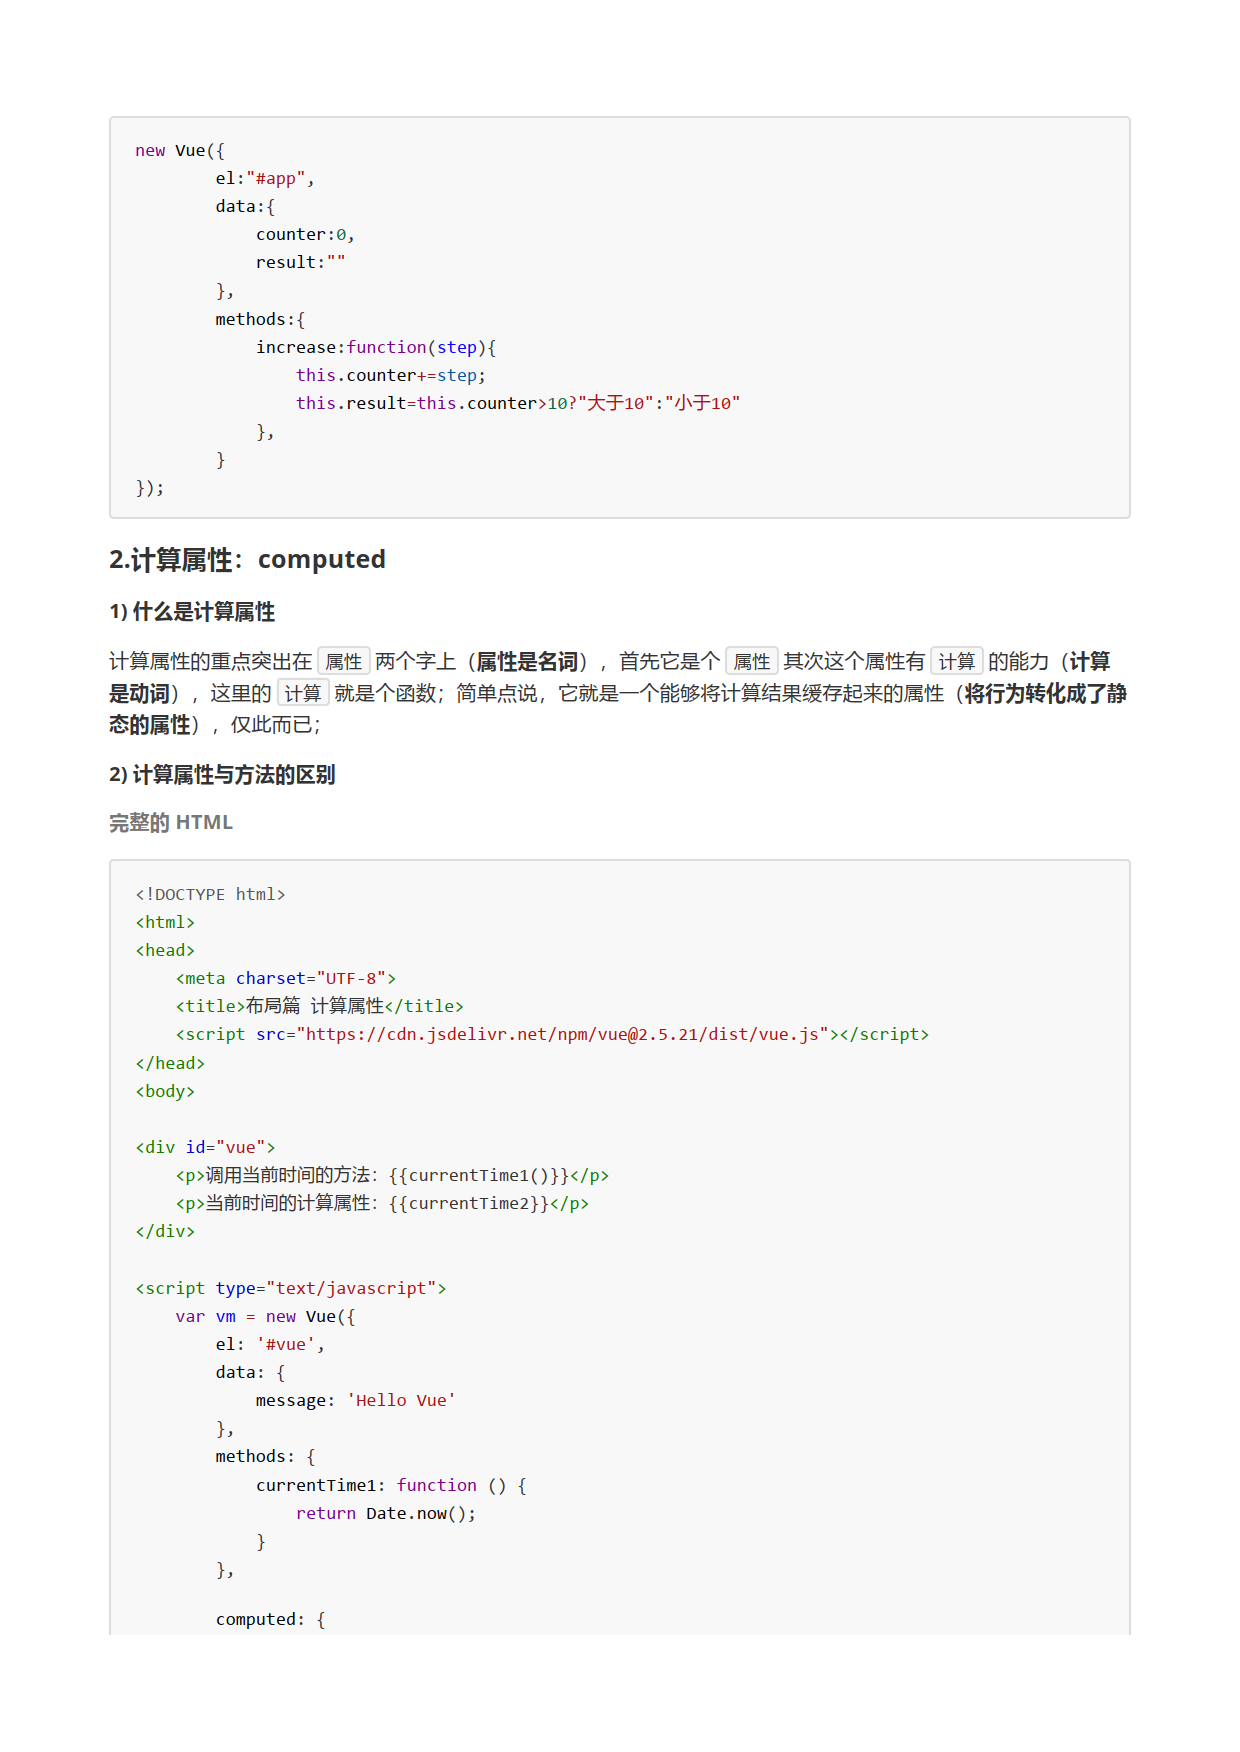 new Vue({
        el:"#app",
        data:{
            counter:0,
            result:""
        },
        methods:{
            increase:function(step){
                this.counter+=step;
                this.result=this.counter>10?"大于10":"小于10"
            },
        }
});
2.计算属性：computed
1) 什么是计算属性
计算属性的重点突出在 属性 两个字上（属性是名词），首先它是个 属性 其次这个属性有 计算 的能力（计算
是动词），这里的 计算 就是个函数；简单点说，它就是一个能够将计算结果缓存起来的属性（将行为转化成了静
态的属性），仅此而已；
2) 计算属性与方法的区别
完整的 HTML
<!DOCTYPE html>
<html>
<head>
    <meta charset="UTF-8">
    <title>布局篇 计算属性</title>
    <script src="https://cdn.jsdelivr.net/npm/vue@2.5.21/dist/vue.js"></script>
</head>
<body>

<div id="vue">
    <p>调用当前时间的方法：{{currentTime1()}}</p>
    <p>当前时间的计算属性：{{currentTime2}}</p>
</div>

<script type="text/javascript">
    var vm = new Vue({
        el: '#vue',
        data: {
            message: 'Hello Vue'
        },
        methods: {
            currentTime1: function () {
                return Date.now();
            }
        },

        computed: {